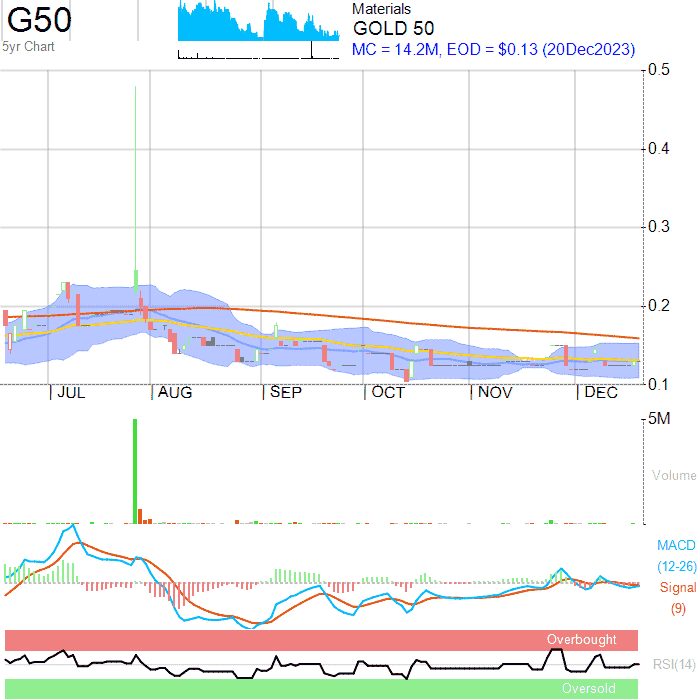 G50
5yr Chart
Materials
GOLD 50
MC = 14.2M, EOD = $0.13 (20Dec2023)
0.5
0.4
0.3
0.2
0.1
JUL AUG SEP OCT NOV DEC
5M
Volume
MACD
(12-26)
Signal
(9)
Overbought
RSI(14)
Oversold